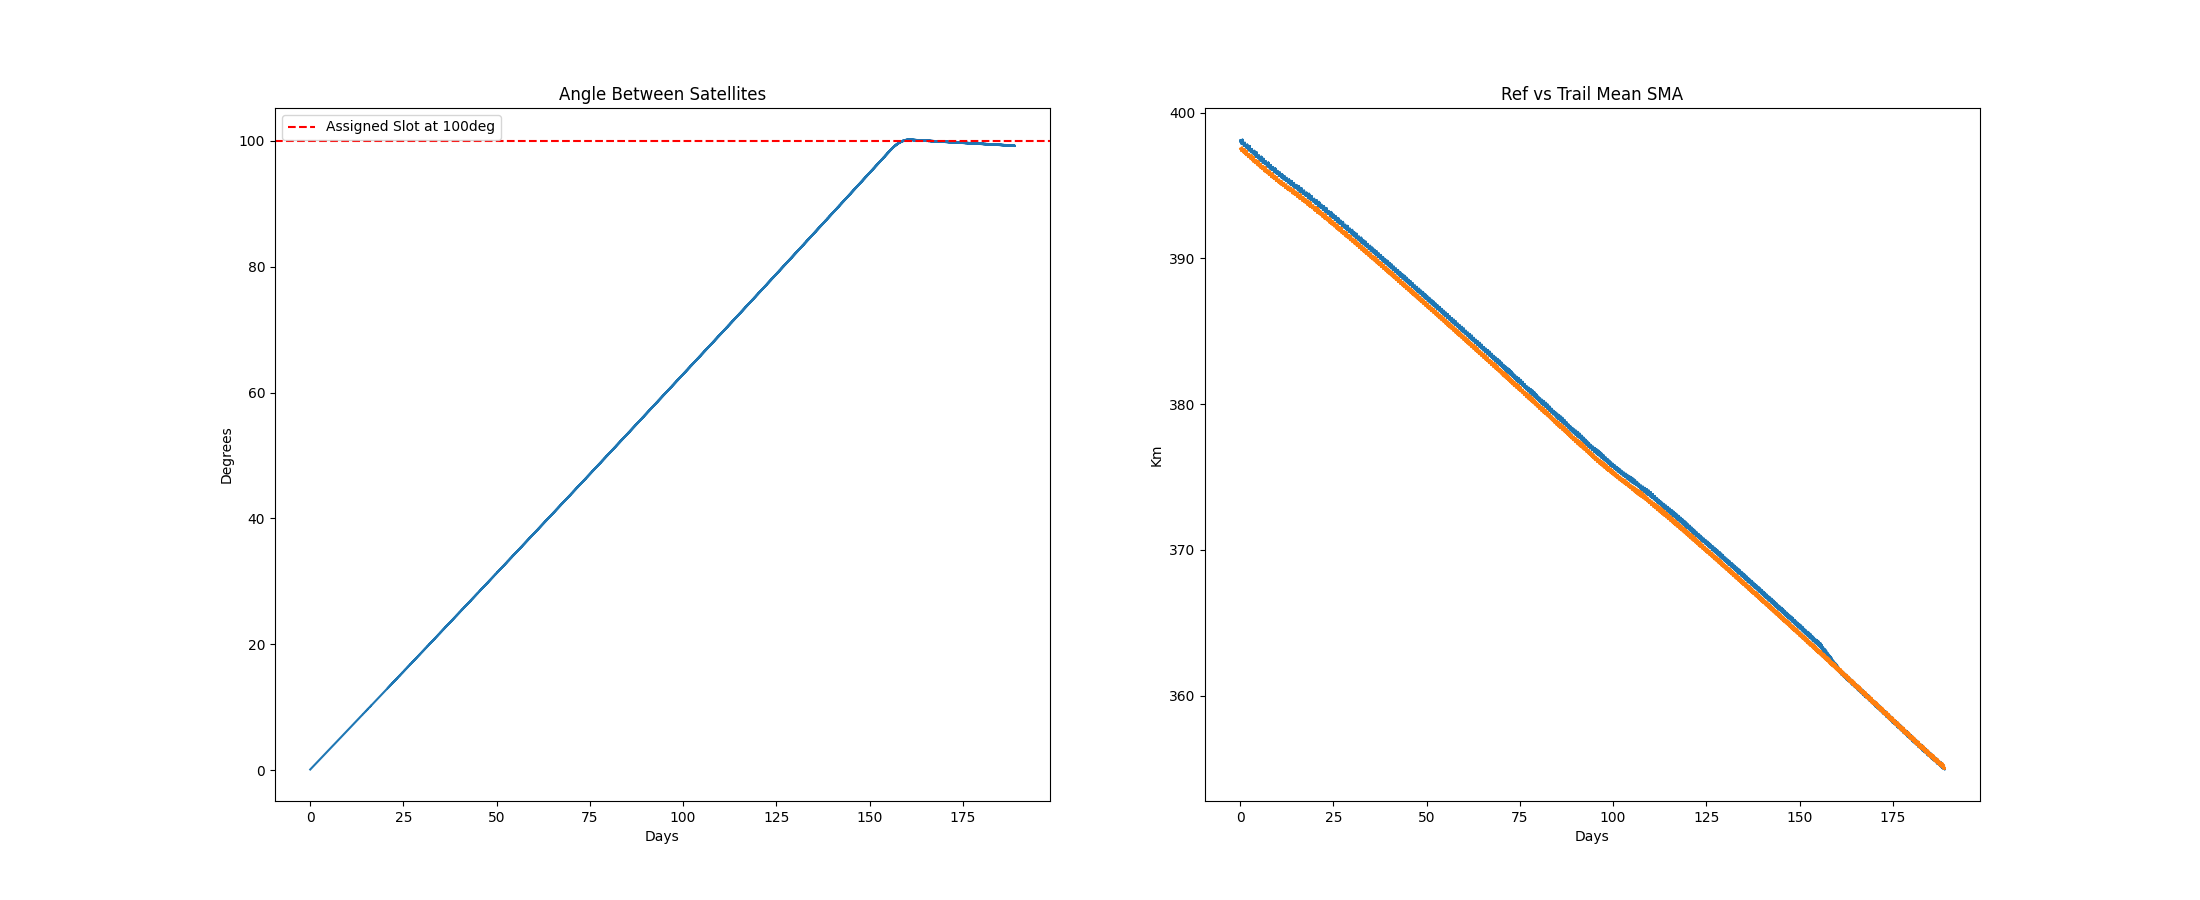 Angle Between Satellites
Assigned Slot at 100deg
100
80
60
40
20
0
Degrees
0 25 50 75 100 125 150 175
Days
Ref vs Trail Mean SMA
400
390
380
370
360
Km
0 25 50 75 100 125 150 175
Days